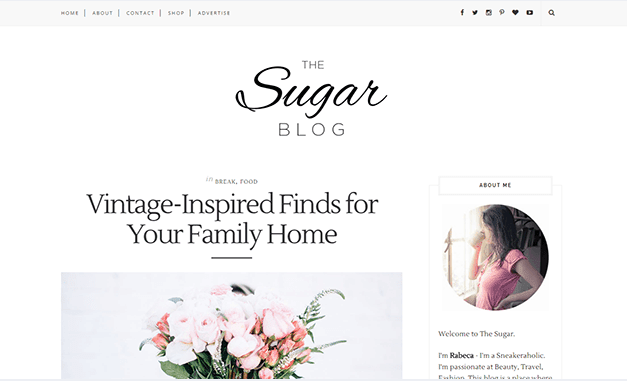 HOME | ABOUT | CONTACT | SHOP | ADVERTISE
THE
Sugar
BLOG
in BREAK, FOOD
Vintage-Inspired Finds for
Your Family Home
ABOUT ME
Welcome to The Sugar.
I'm Rabeca - I'm a Sneakeraholic.
I'm passionate at Beauty, Travel,
Fashion. This blog is a place where